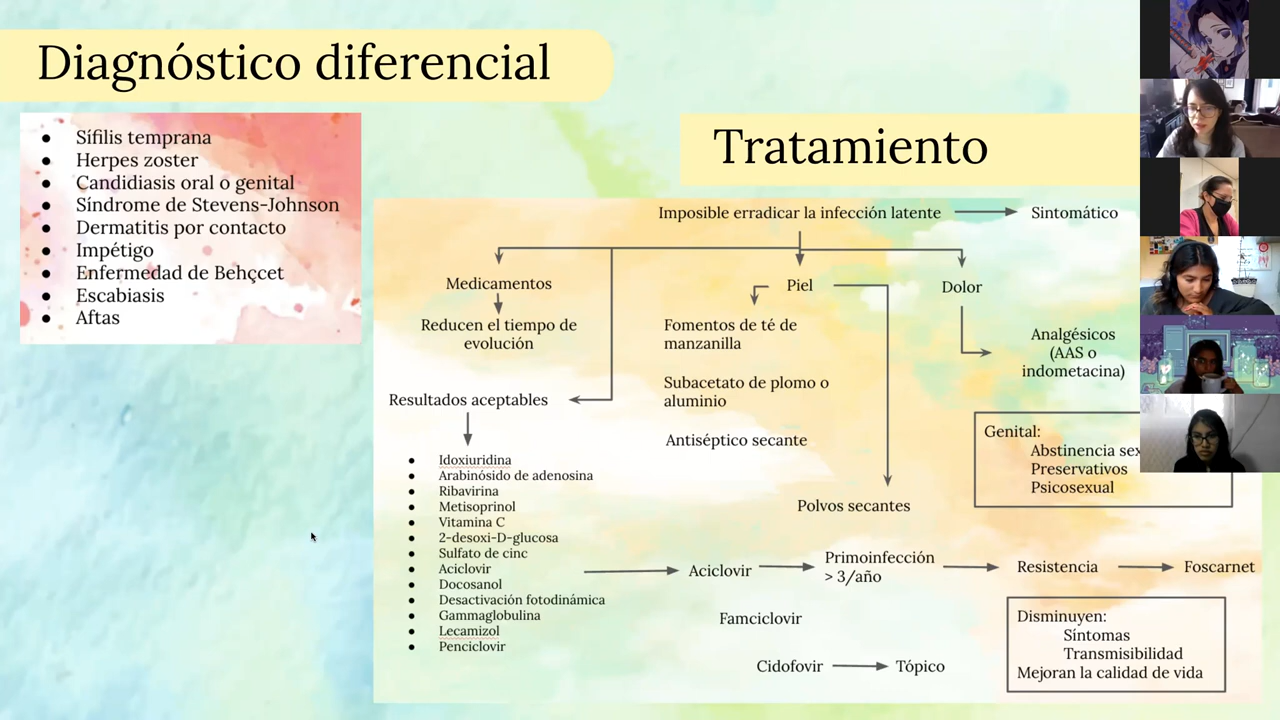 Diagnóstico diferencial
Sífilis temprana
Herpes zoster
Candidiasis oral o genital
Síndrome de Stevens-Johnson
Dermatitis por contacto
Impétigo
Enfermedad de Behçcet
Escabiasis
Aftas
Tratamiento
Imposible erradicar la infección latente
Sintomático
Medicamentos
Reducen el tiempo de
evolución
Resultados aceptables
Idoxiuridina
Arabinósido de adenosina
Ribavirina
Metisoprinol
Vitamina C
2-desoxi-D-glucosa
Sulfato de cinc
Aciclovir
Docosanol
Desactivación fotodinámica
Gammaglobulina
Lecamizol
Penciclovir
Piel
Fomentos de té de
manzanilla
Subacetato de plomo o
aluminio
Antiséptico secante
Polvos secantes
Dolor
Analgésicos
(AAS o
indometacina)
Genital:
Abstinencia
Preservativos
Psicosexual
Aciclovir
Primoinfección
> 3/año
Resistencia
Foscarnet
Famciclovir
Cidofovir
Tópico
Disminuyen:
Síntomas
Transmisibilidad
Mejoran la calidad de vida